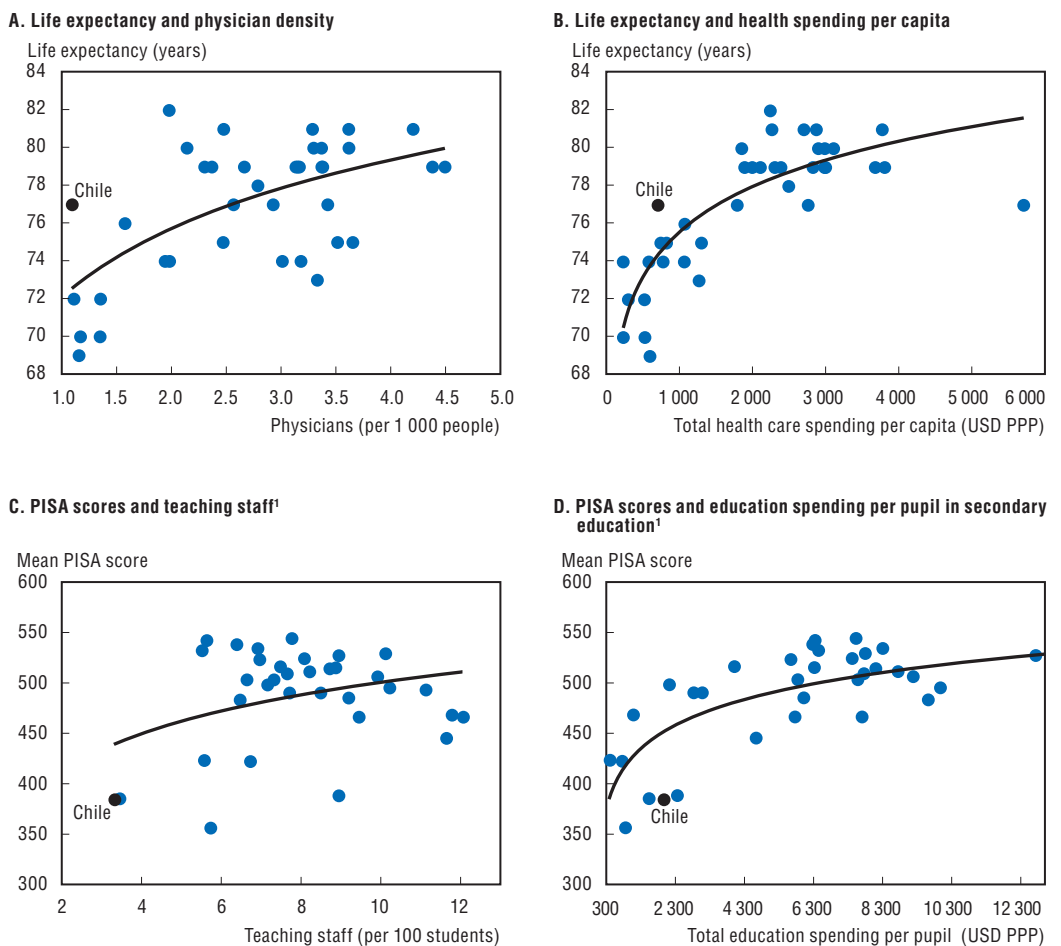 A. Life expectancy and physician density
Life expectancy (years)
84
82
80
78
76
74
72
70
68
Chile
1.0 1.5 2.0 2.5 3.0 3.5 4.0 4.5 5.0
Physicians (per 1 000 people)
B. Life expectancy and health spending per capita
Life expectancy (years)
84
82
80
78
76
74
72
70
68
Chile
0 1 000 2 000 3 000 4 000 5 000 6 000
Total health care spending per capita (USD PPP)
C. PISA scores and teaching staff¹
Mean PISA score
600
550
500
450
400
350
300
Chile
2 4 6 8 10 12
Teaching staff (per 100 students)
D. PISA scores and education spending per pupil in secondary
education¹
Mean PISA score
600
550
500
450
400
350
300
Chile
300 2 300 4 300 6 300 8 300 10 300 12 300
Total education spending per pupil (USD PPP)